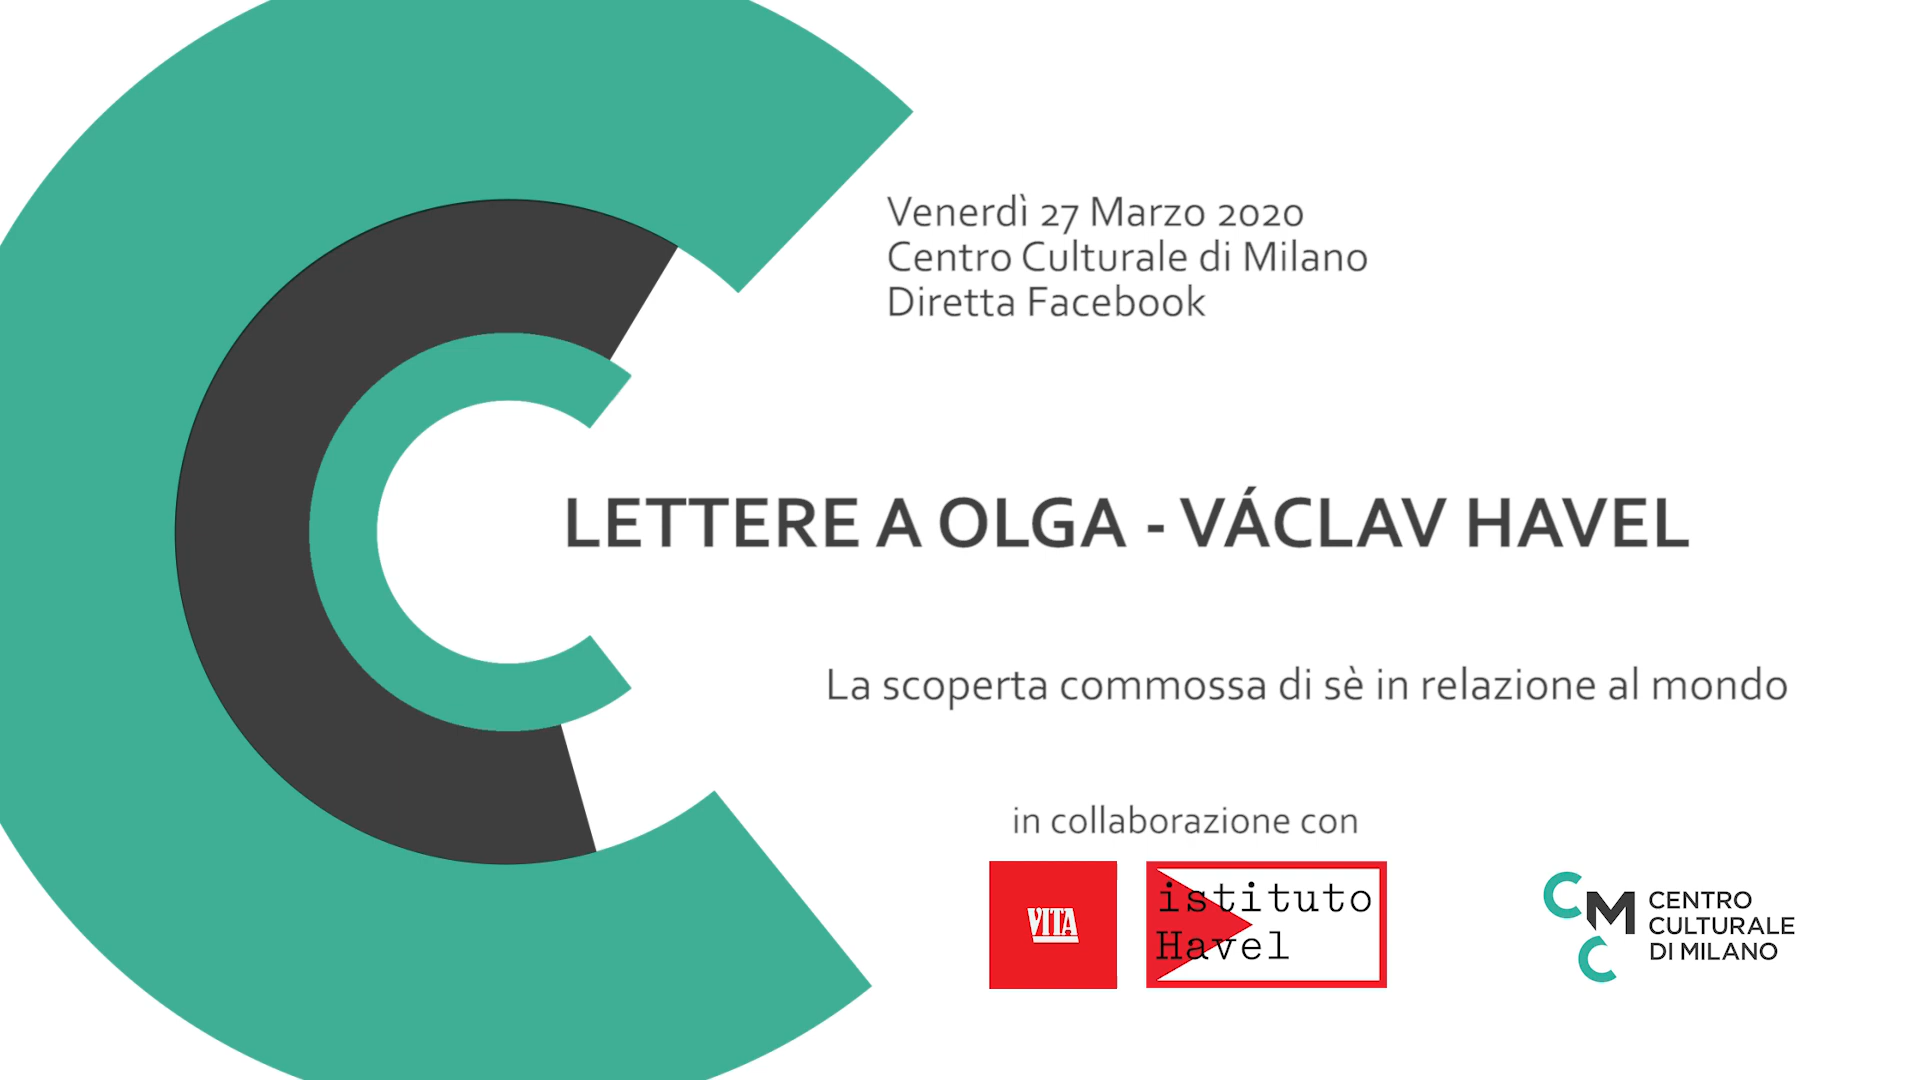 Venerdì 27 Marzo 2020
Centro Culturale di Milano
Diretta Facebook
LETTERE A OLGA - VÁCLAV HAVEL
La scoperta commossa di sè in relazione al mondo
in collaborazione con
VITA
istituto
Havel
CMC
CENTRO
CULTURALE
DI MILANO